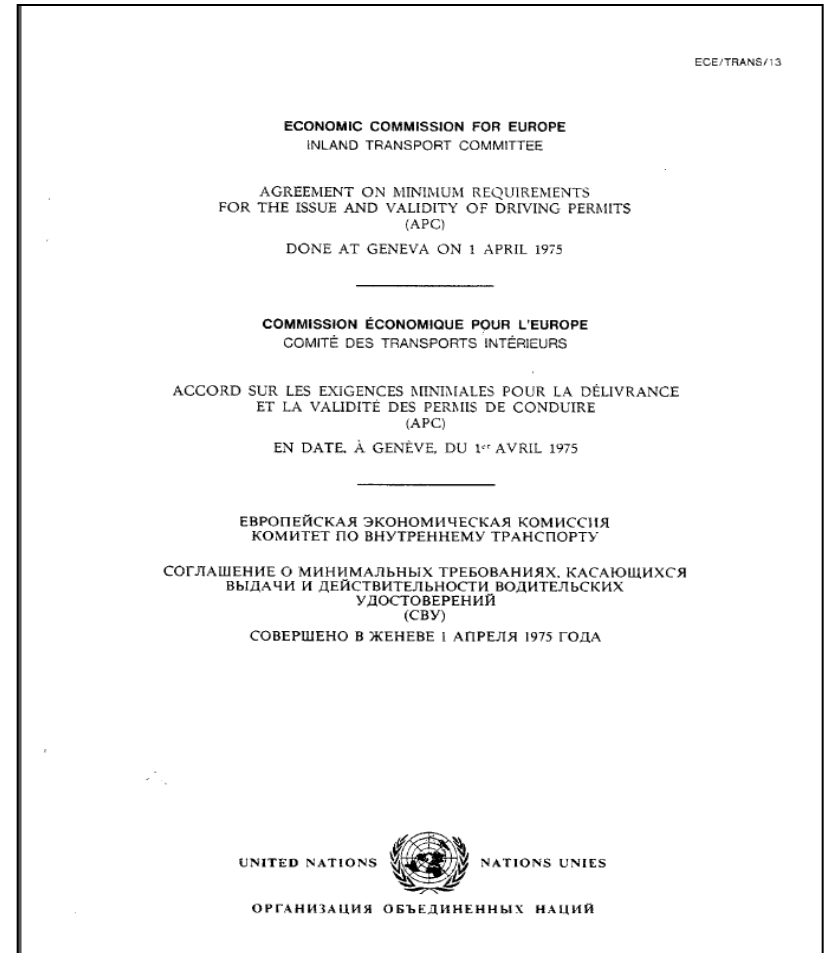 ECE/TRANS/13
ECONOMIC COMMISSION FOR EUROPE
INLAND TRANSPORT COMMITTEE
AGREEMENT ON MINIMUM REQUIREMENTS
FOR THE ISSUE AND VALIDITY OF DRIVING PERMITS
(APC)
DONE AT GENEVA ON 1 APRIL 1975
COMMISSION ÉCONOMIQUE POUR L'EUROPE
COMITÉ DES TRANSPORTS INTÉRIEURS
ACCORD SUR LES EXIGENCES MINIMALES POUR LA DÉLIVRANCE
ET LA VALIDITÉ DES PERMIS DE CONDUIRE
(APC)
EN DATE, À GENÈVE, DU 1er AVRIL 1975
ЕВРОПЕЙСКАЯ ЭКОНОМИЧЕСКАЯ КОМИССИЯ
КОМИТЕТ ПО ВНУТРЕННЕМУ ТРАНСПОРТУ
СОГЛАШЕНИЕ О МИНИМАЛЬНЫХ ТРЕБОВАНИЯХ, КАСАЮЩИХСЯ
ВЫДАЧИ И ДЕЙСТВИТЕЛЬНОСТИ ВОДИТЕЛЬСКИХ
УДОСТОВЕРЕНИЙ
(СВУ)
СОВЕРШЕНО В ЖЕНЕВЕ 1 АПРЕЛЯ 1975 ГОДА
UNITED NATIONS NATIONS UNIES
ОРГАНИЗАЦИЯ ОБЪЕДИНЕННЫХ НАЦИЙ